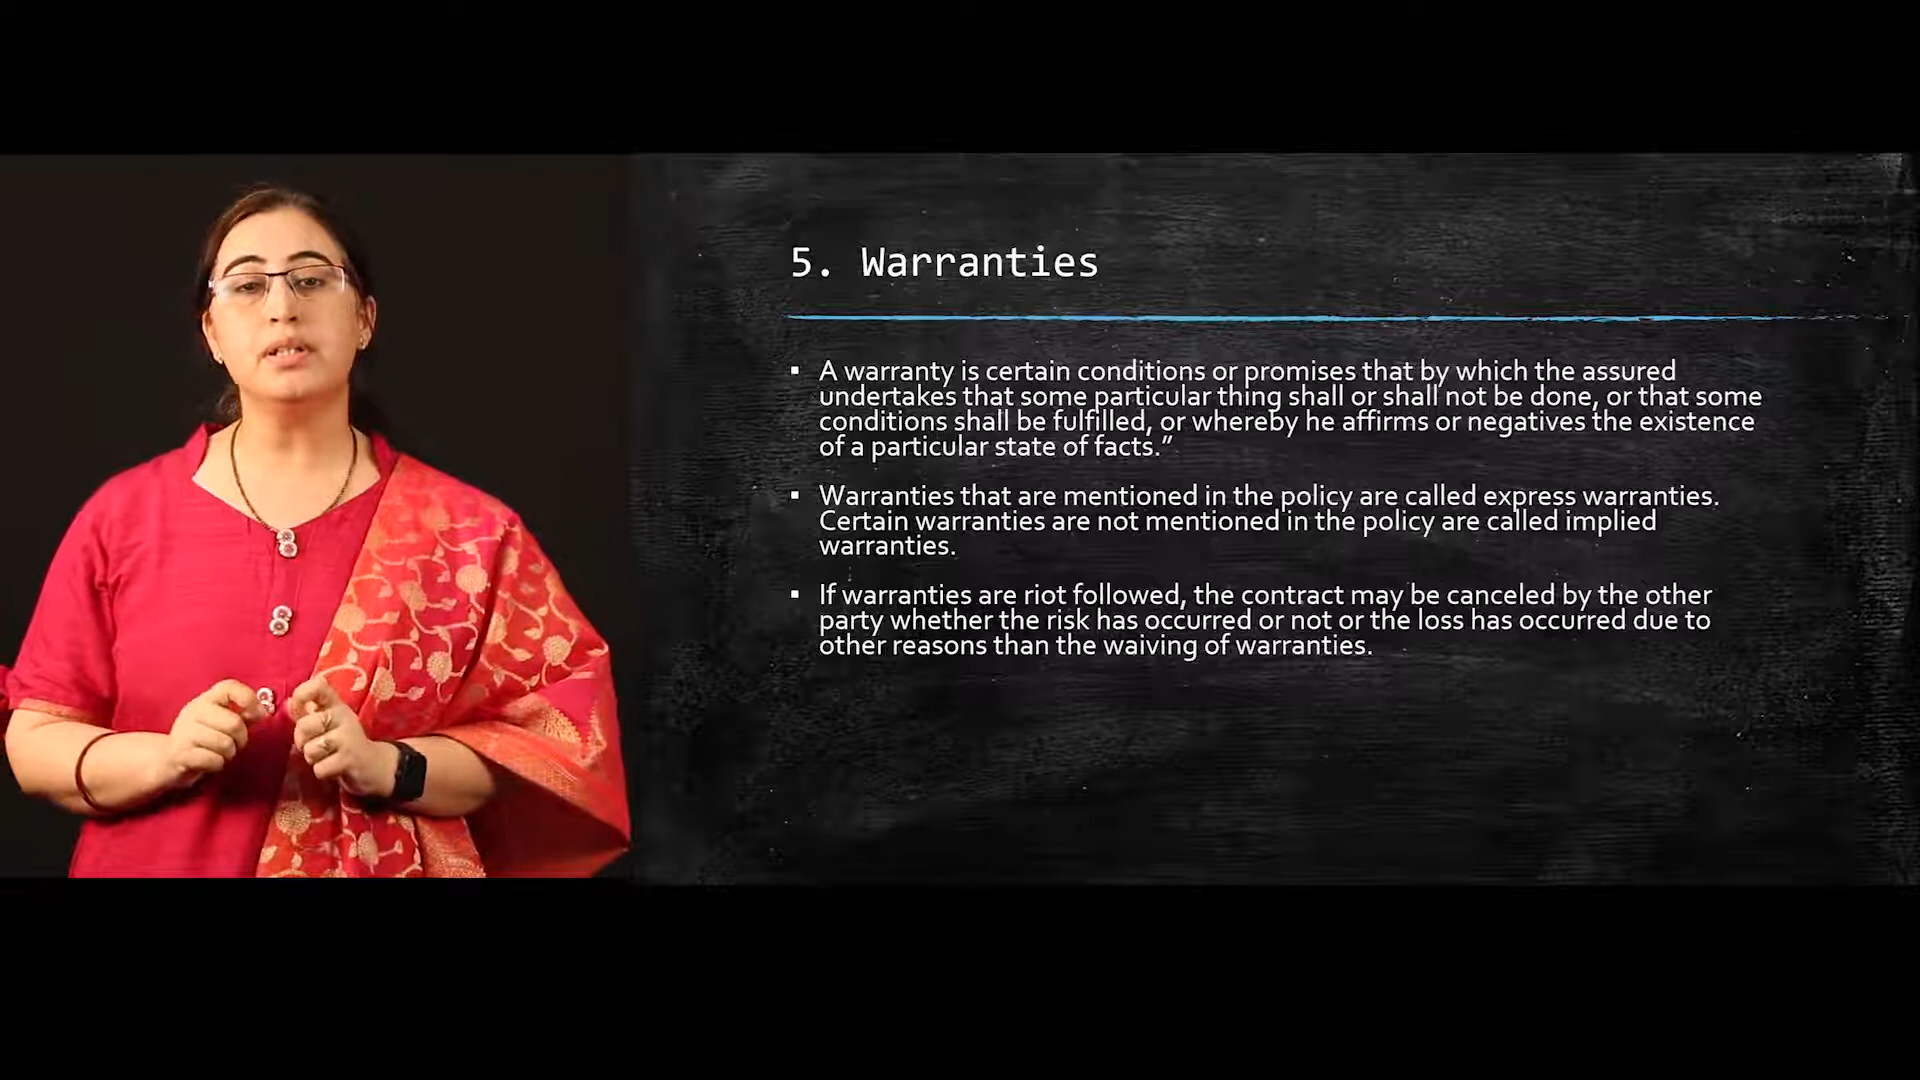 5. Warranties
▪ A warranty is certain conditions or promises that by which the assured
undertakes that some particular thing shall or shall not be done, or that some
conditions shall be fulfilled, or whereby he affirms or negatives the existence
of a particular state of facts.”
▪ Warranties that are mentioned in the policy are called express warranties.
Certain warranties are not mentioned in the policy are called implied
warranties.
▪ If warranties are riot followed, the contract may be canceled by the other
party whether the risk has occurred or not or the loss has occurred due to
other reasons than the waiving of warranties.